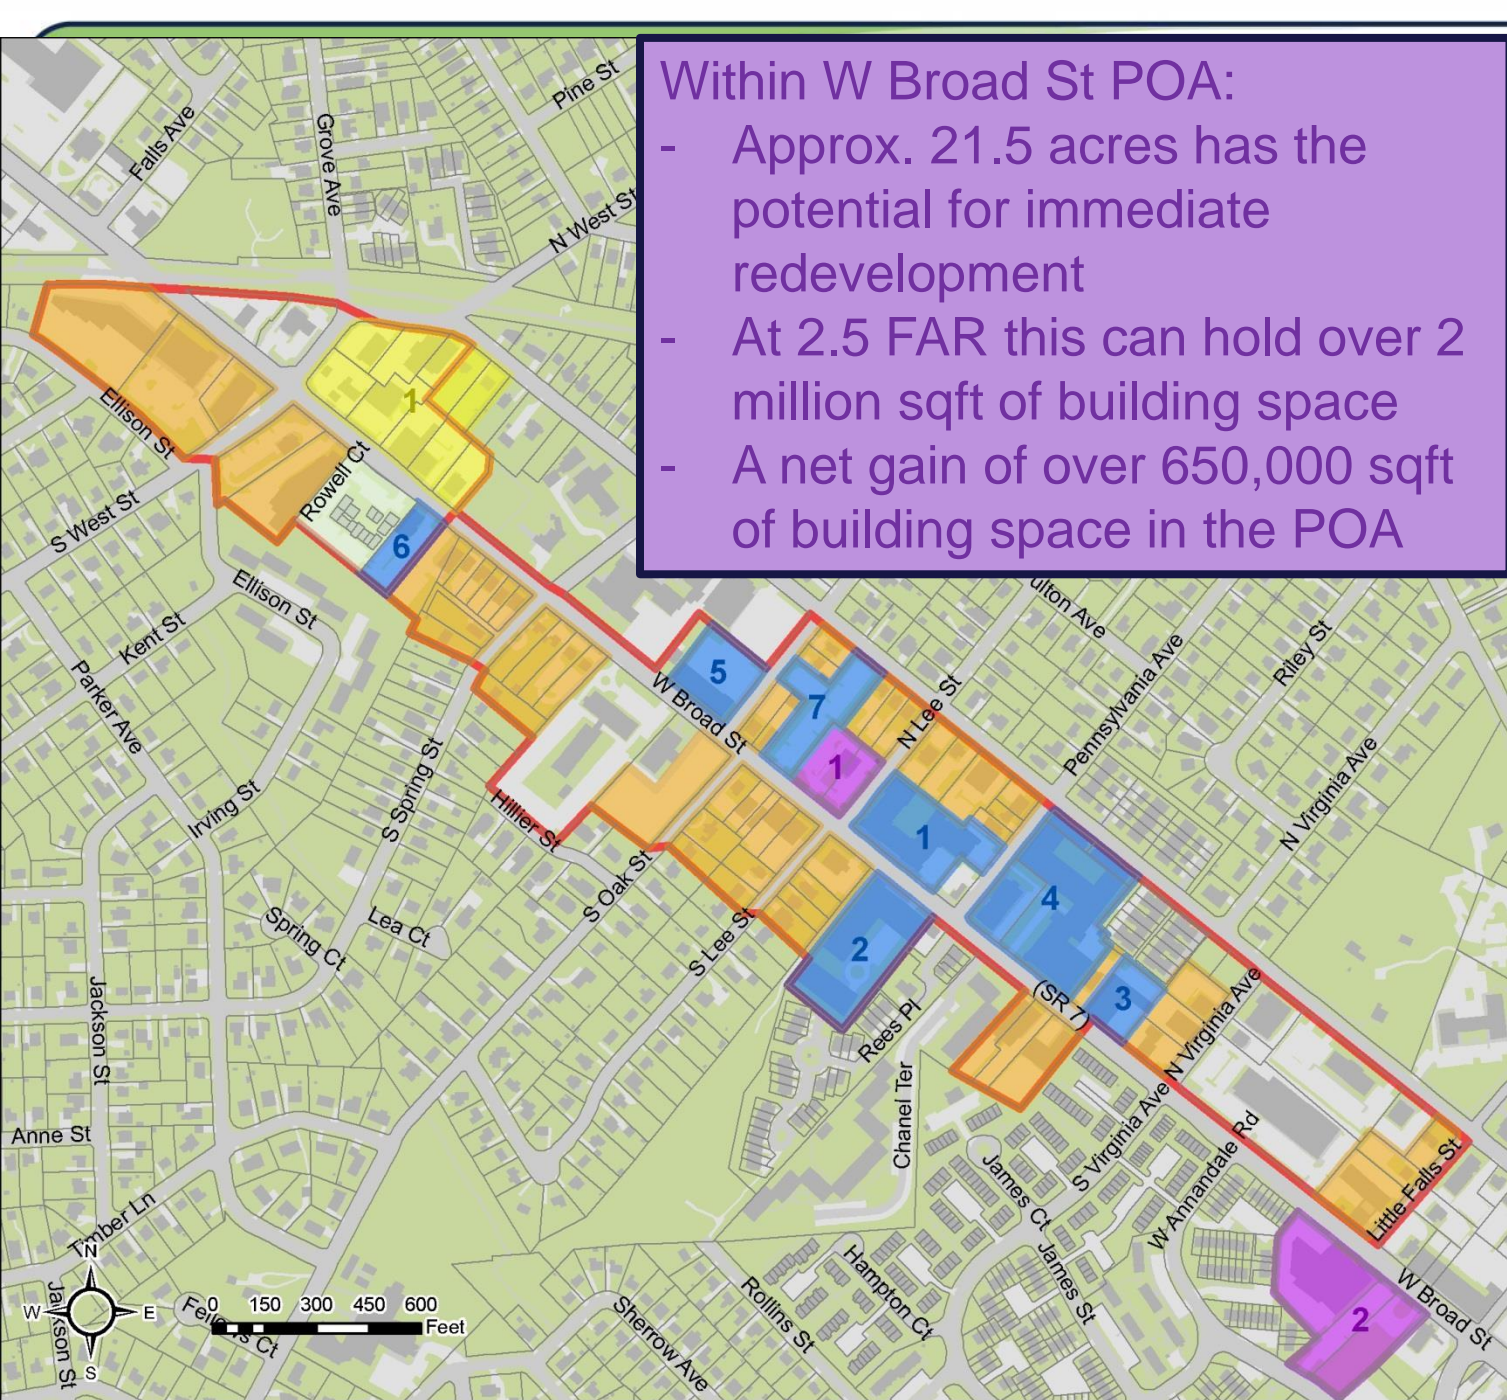 Within W Broad St POA:
- Approx. 21.5 acres has the
potential for immediate
redevelopment
- At 2.5 FAR this can hold over 2
million sqft of building space
- A net gain of over 650,000 sqft
of building space in the POA
Pine St
Falls Ave
Grove Ave
N West St
Ellison St
1
Rowell Ct
S West St
6
Ellison St
Kent St
Parker Ave
ulton Ave
Riley St
Pennsylvania Ave
5
W Broad St
7
N Lee St
1
N Virginia Ave
S Spring St
Irving St
Hillier St
1
S Oak St
4
Spring Ct
Lea Ct
S Lee St
2
(SR 7)
3
N Virginia Ave
Jackson St
Rees Pl
Chanel Ter
Anne St
S Virginia Ave
W Annandale Rd
James Ct
Little Falls St
Timber Ln
James St
Hampton Ct
Rollins St
Sherrow Ave
W Broad St
2
N
W E
S
0 150 300 450 600
Feet